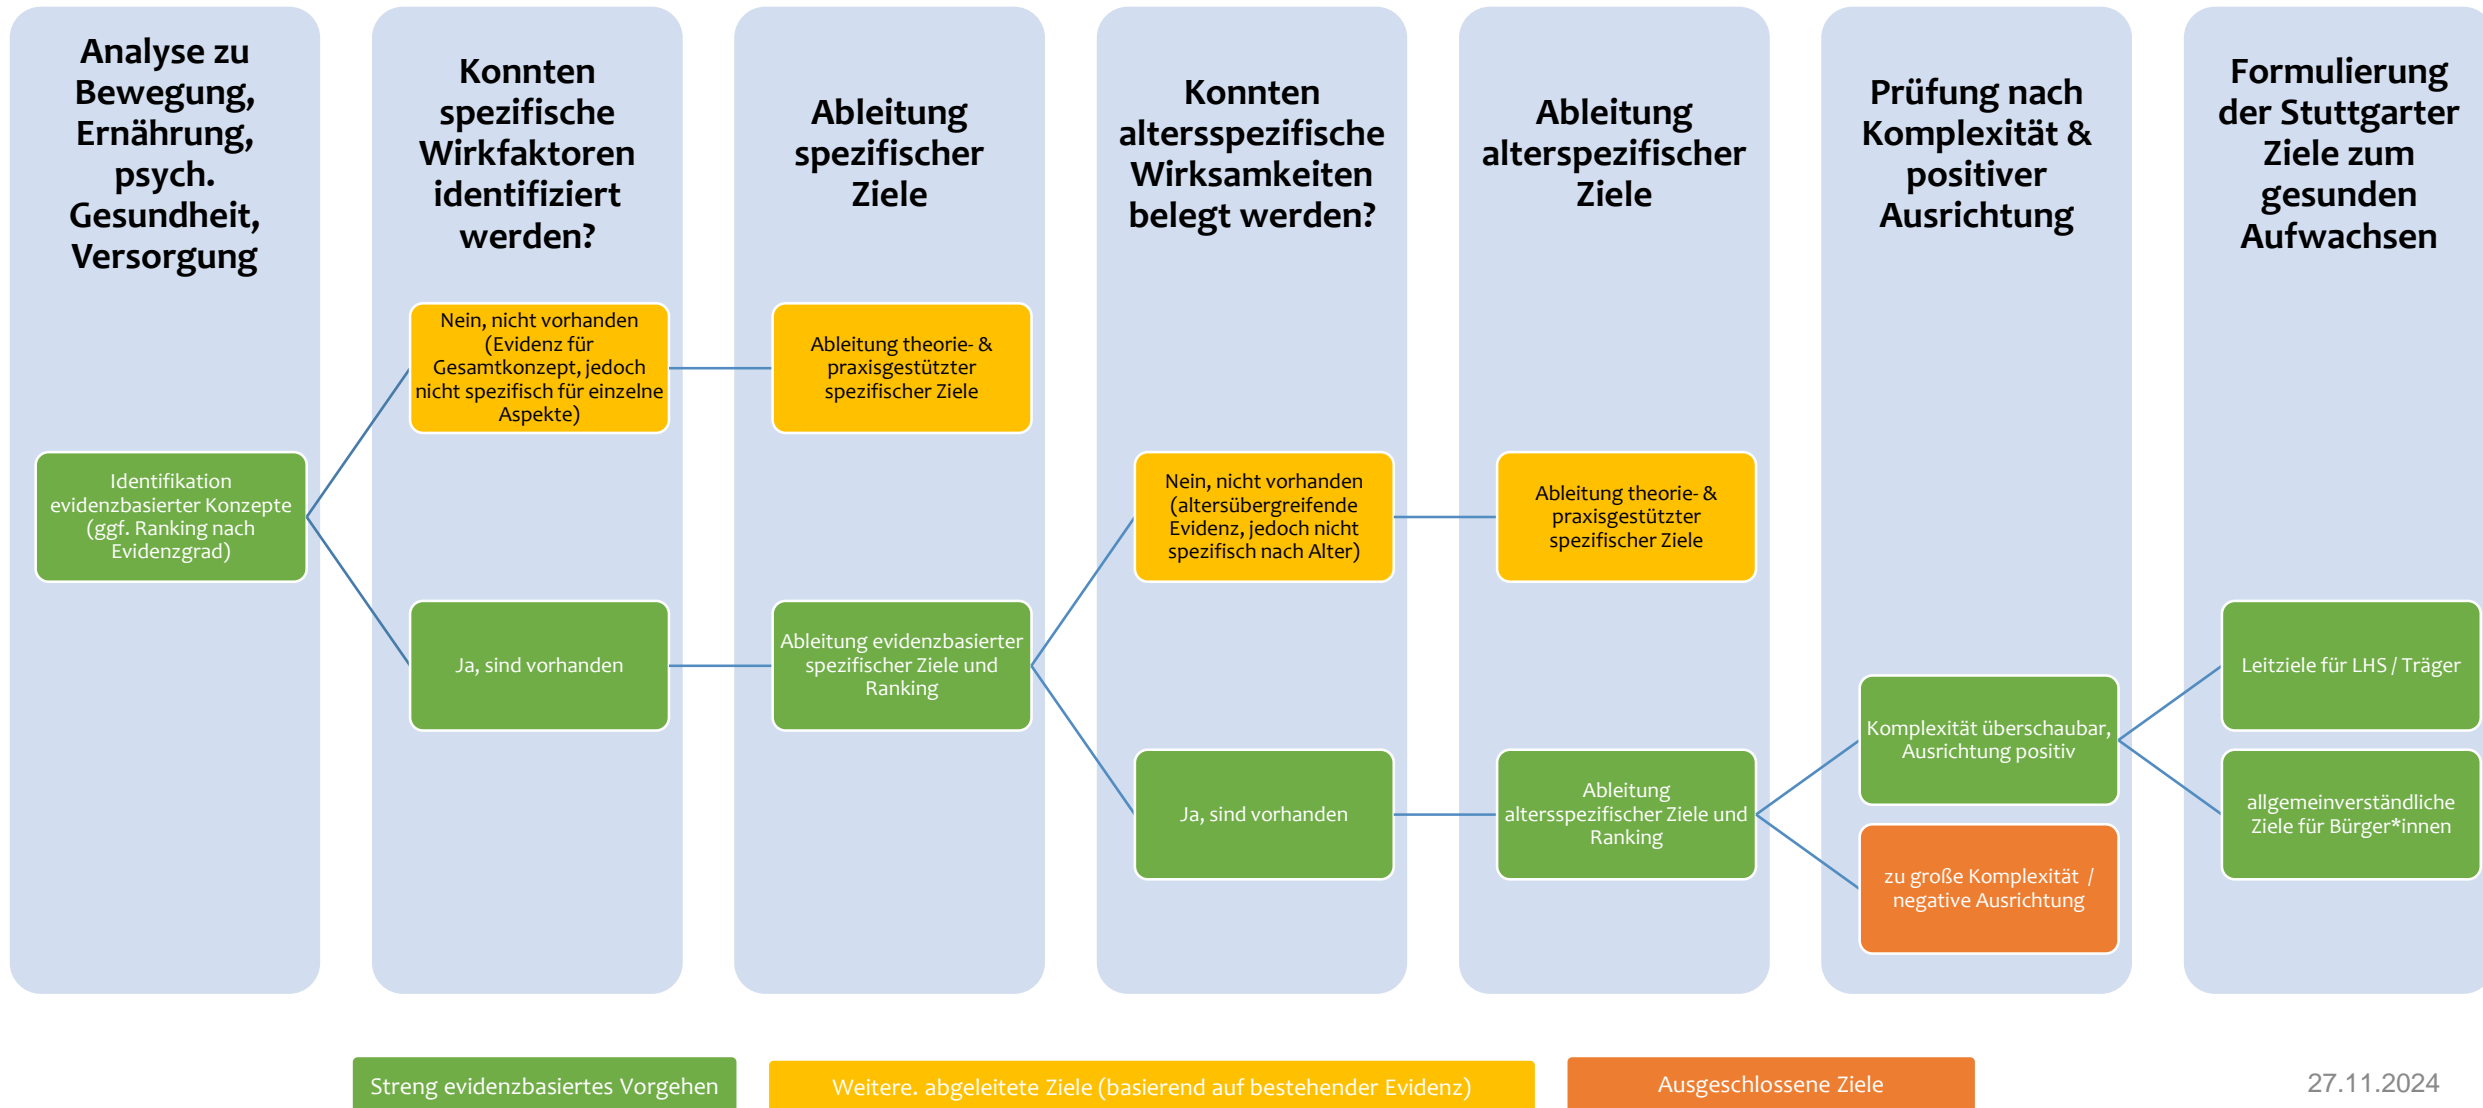 Analyse zu
Bewegung,
Ernährung,
psych.
Gesundheit,
Versorgung
Konnten
spezifische
Wirkfaktoren
identifiziert
werden?
Ableitung
spezifischer
Ziele
Konnten
altersspezifische
Wirksamkeiten
belegt werden?
Ableitung
alterspezifischer
Ziele
Prüfung nach
Komplexität &
positiver
Ausrichtung
Formulierung
der Stuttgarter
Ziele zum
gesunden
Aufwachsen
Identifikation
evidenzbasierter Konzepte
(ggf. Ranking nach
Evidenzgrad)
Nein, nicht vorhanden
(Evidenz für
Gesamtkonzept, jedoch
nicht spezifisch für einzelne
Aspekte)
Ableitung theorie- &
praxisgestützter
spezifischer Ziele
Ja, sind vorhanden
Ableitung evidenzbasierter
spezifischer Ziele und
Ranking
Nein, nicht vorhanden
(altersübergreifende
Evidenz, jedoch nicht
spezifisch nach Alter)
Ableitung theorie- &
praxisgestützter
spezifischer Ziele
Ja, sind vorhanden
Ableitung
altersspezifischer Ziele und
Ranking
Komplexität überschaubar,
Ausrichtung positiv
zu große Komplexität /
negative Ausrichtung
Leitziele für LHS / Träger
allgemeinverständliche
Ziele für Bürger*innen
Streng evidenzbasiertes Vorgehen
Weitere. abgeleitete Ziele (basierend auf bestehender Evidenz)
Ausgeschlossene Ziele
27.11.2024